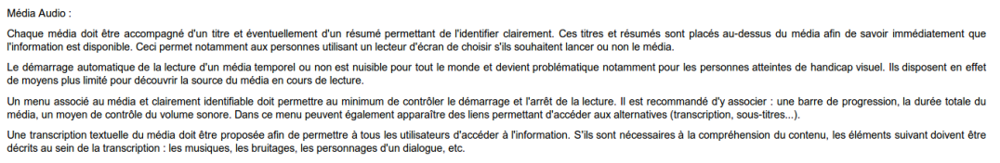 Média Audio :
Chaque média doit être accompagné d'un titre et éventuellement d'un résumé permettant de l'identifier clairement. Ces titres et résumés sont placés au-dessus du média afin de savoir immédiatement que
l'information est disponible. Ceci permet notamment aux personnes utilisant un lecteur d'écran de choisir s'ils souhaitent lancer ou non le média.
Le démarrage automatique de la lecture d'un média temporel ou non est nuisible pour tout le monde et devient problématique notamment pour les personnes atteintes de handicap visuel. Ils disposent en effet
de moyens plus limité pour découvrir la source du média en cours de lecture.
Un menu associé au média et clairement identifiable doit permettre au minimum de contrôler le démarrage et l'arrêt de la lecture. Il est recommandé d'y associer : une barre de progression, la durée totale du
média, un moyen de contrôle du volume sonore. Dans ce menu peuvent également apparaître des liens permettant d'accéder aux alternatives (transcription, sous-titres...).
Une transcription textuelle du média doit être proposée afin de permettre à tous les utilisateurs d'accéder à l'information. S'ils sont nécessaires à la compréhension du contenu, les éléments suivant doivent être
décrits au sein de la transcription : les musiques, les bruitages, les personnages d'un dialogue, etc.